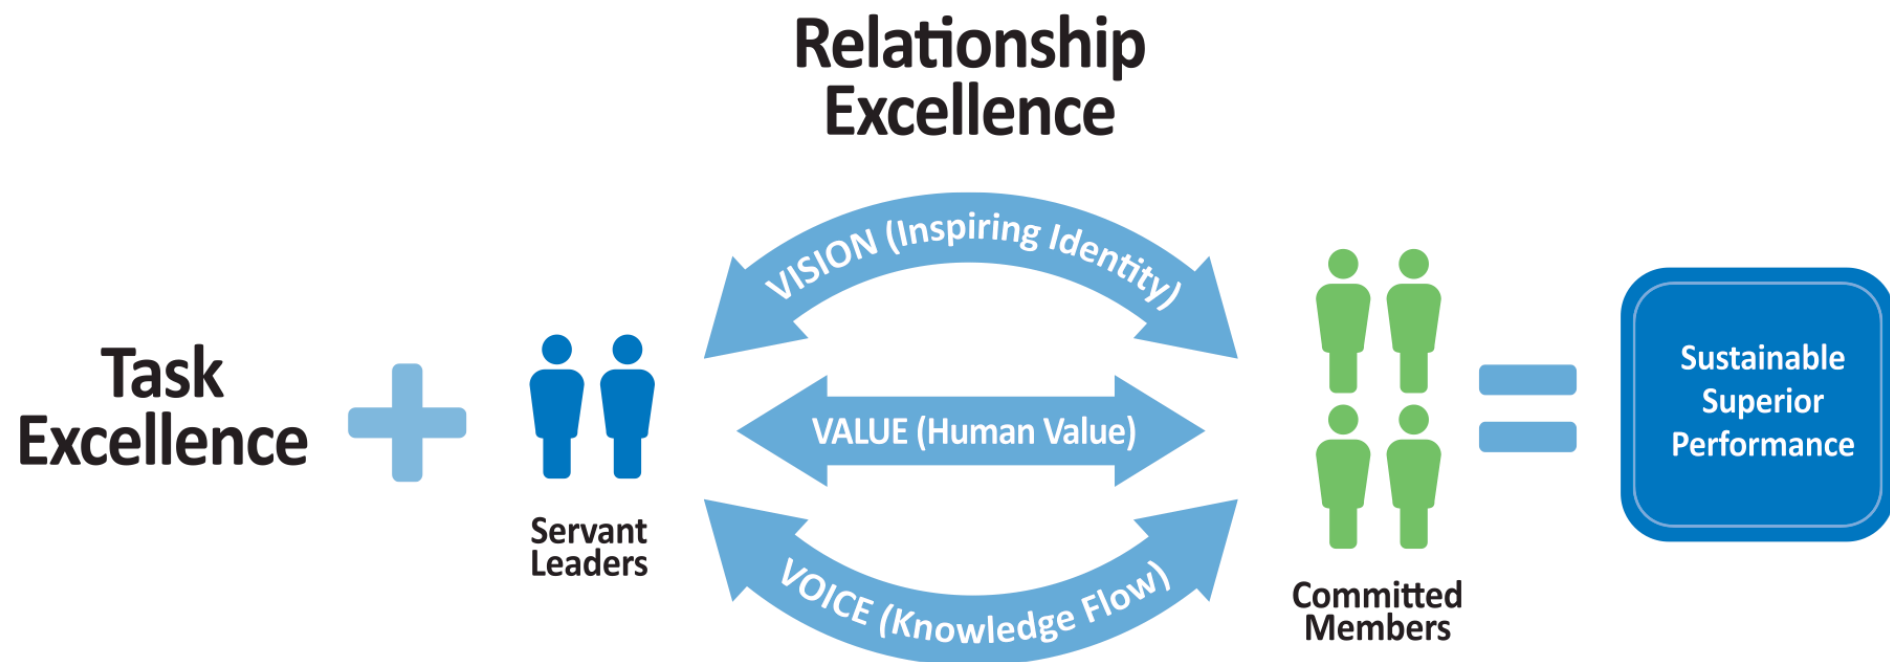 Relationship
Excellence
VISION (Inspiring Identity)
Task
Excellence
VALUE (Human Value)
Servant
Leaders
VOICE (Knowledge Flow)
Committed
Members
Sustainable
Superior
Performance